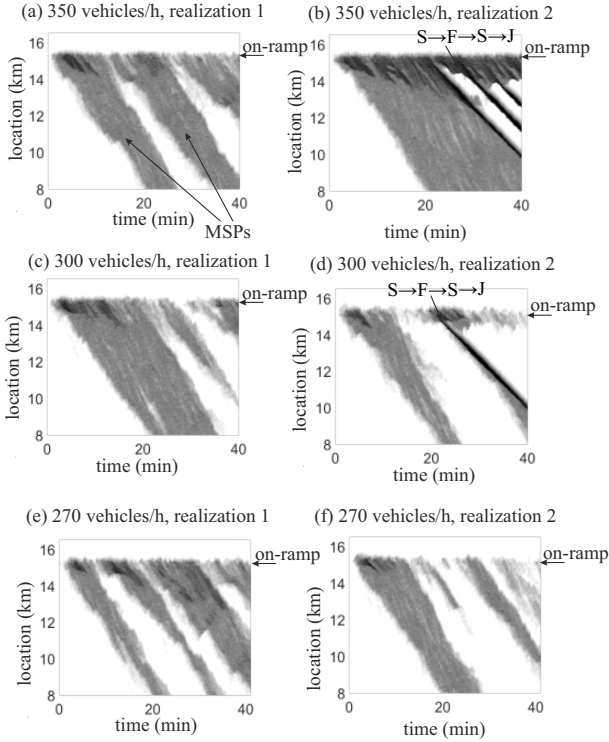 (a) 350 vehicles/h, realization 1
16
14
12
10
8
0
20
40
location (km)
time (min)
on-ramp
MSPs
(b) 350 vehicles/h, realization 2
S→F→S→J
16
14
12
10
8
0
20
40
location (km)
time (min)
on-ramp
(c) 300 vehicles/h, realization 1
16
14
12
10
8
0
20
40
location (km)
time (min)
on-ramp
(d) 300 vehicles/h, realization 2
S→F→S→J
16
14
12
10
8
0
20
40
location (km)
time (min)
on-ramp
(e) 270 vehicles/h, realization 1
16
14
12
10
8
0
20
40
location (km)
time (min)
on-ramp
(f) 270 vehicles/h, realization 2
16
14
12
10
8
0
20
40
location (km)
time (min)
on-ramp